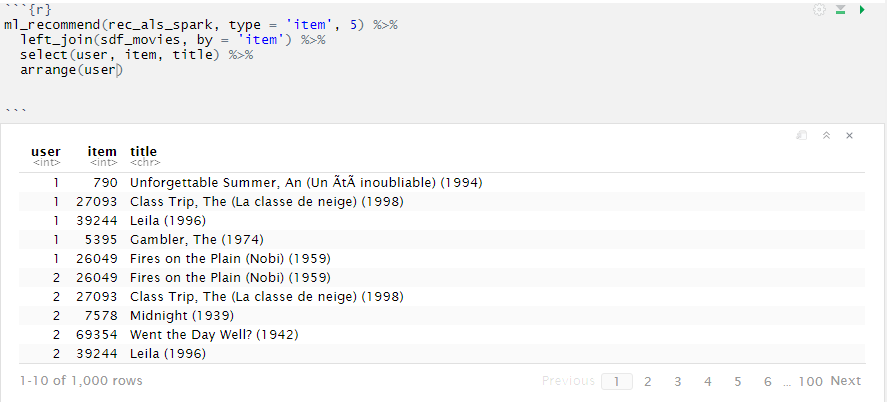 ```{r}
ml_recommend(rec_als_spark, type = 'item', 5) %>%
  left_join(sdf_movies, by = 'item') %>%
  select(user, item, title) %>%
  arrange(user)
```
user item title
<int> <int> <chr>
1 790 Unforgettable Summer, An (Un ÃtÃ inoubliable) (1994)
1 27093 Class Trip, The (La classe de neige) (1998)
1 39244 Leila (1996)
1 5395 Gambler, The (1974)
1 26049 Fires on the Plain (Nobi) (1959)
2 26049 Fires on the Plain (Nobi) (1959)
2 27093 Class Trip, The (La classe de neige) (1998)
2 7578 Midnight (1939)
2 69354 Went the Day Well? (1942)
2 39244 Leila (1996)
1-10 of 1,000 rows Previous 1 2 3 4 5 6 ... 100 Next